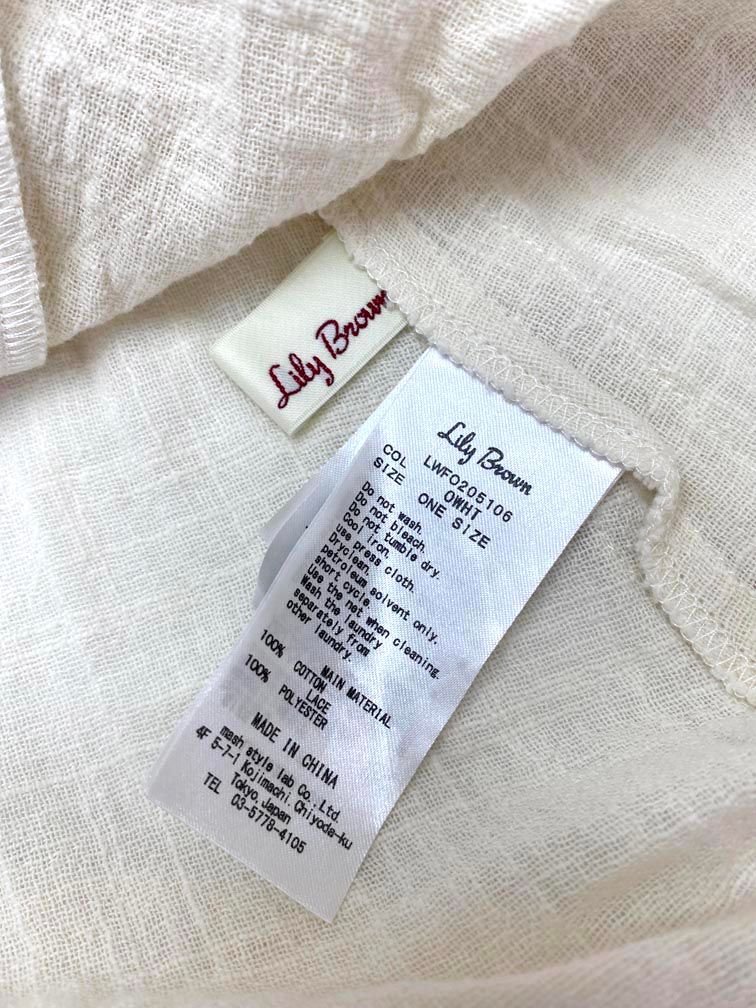 Lily Brown
Lily Brown
LWFO205106
COL OWHT
SIZE ONE SIZE
Do not wash.
Do not bleach.
Do not tumble dry.
Cool iron.
use press cloth.
Dryclean.
petroleum solvent only.
short cycle.
Use the net when cleaning.
Wash the laundry
separately from
other laundry.
MAIN MATERIAL
100% COTTON
LACE
100% POLYESTER
MADE IN CHINA
mash style lab Co., Ltd.
4F 5-7-1 Kojimachi, Chiyoda-ku
Tokyo, Japan
TEL 03-5778-4105